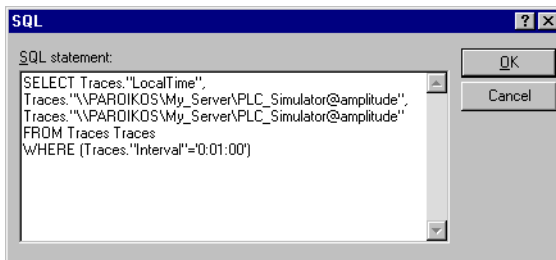 SQL
SQL statement:
SELECT Traces."LocalTime",
Traces."\\PAROIKOS\My_Server\PLC_Simulator@amplitude",
Traces."\\PAROIKOS\My_Server\PLC_Simulator@amplitude"
FROM Traces Traces
WHERE (Traces."Interval"='0:01:00')
OK
Cancel